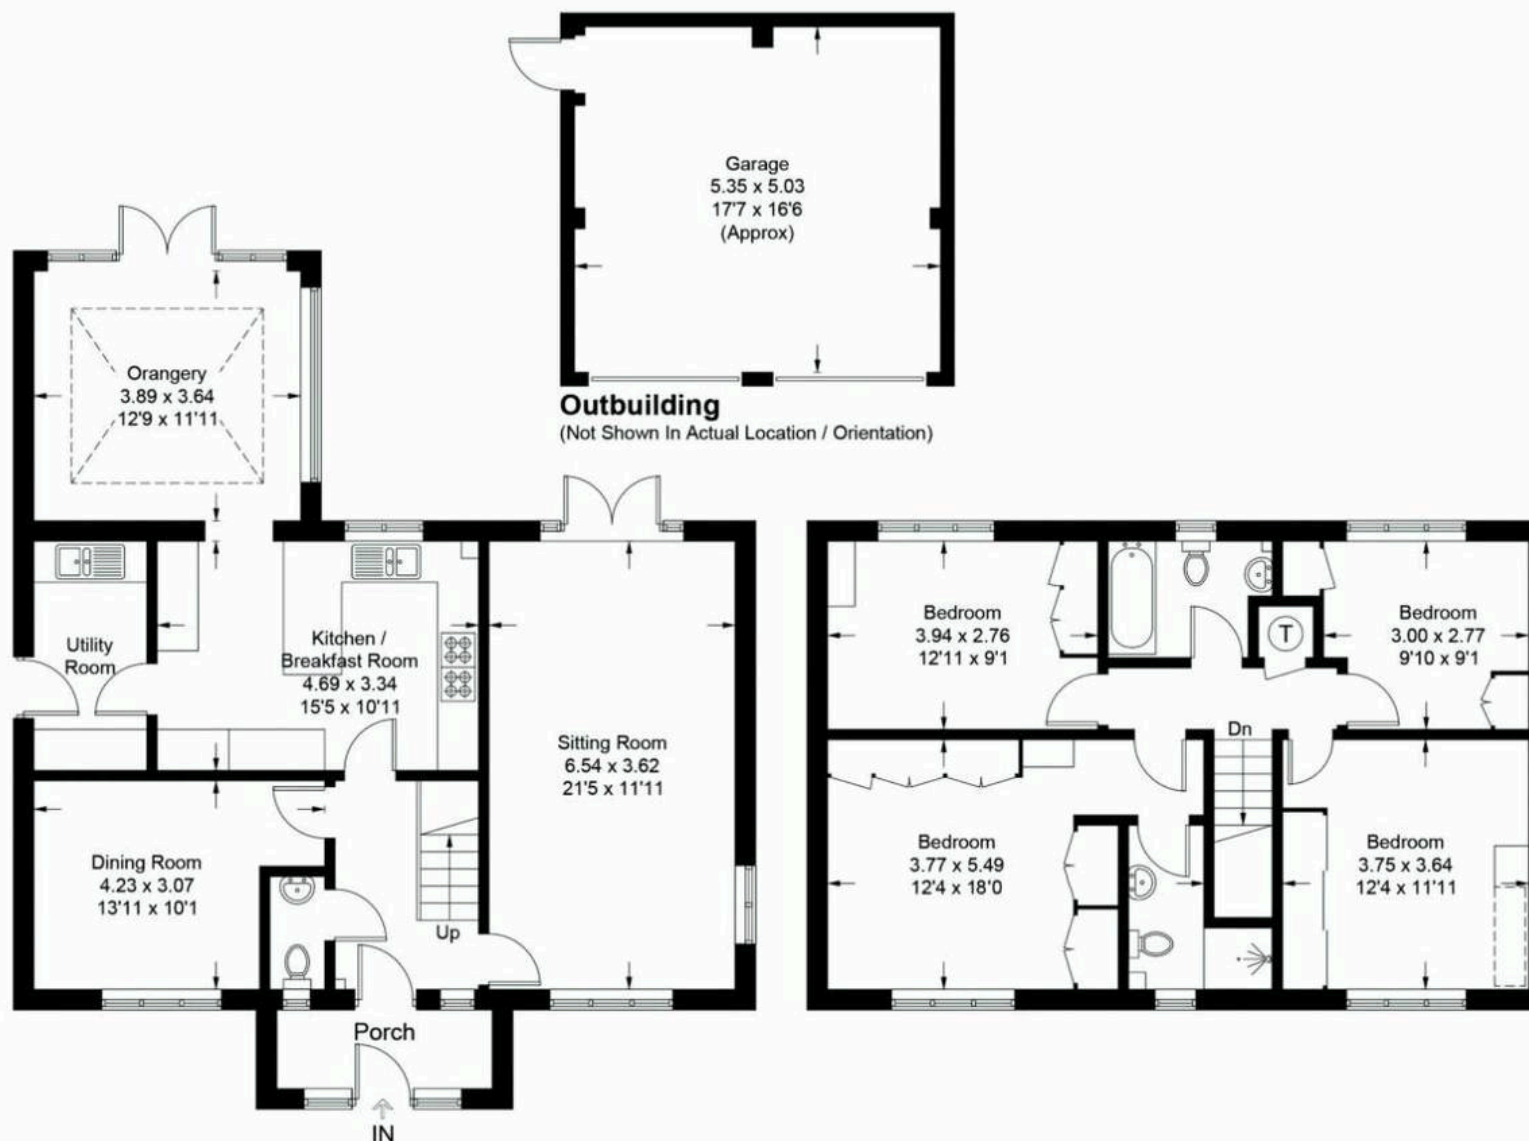 Garage
5.35 x 5.03
17'7 x 16'6
(Approx)
Outbuilding
(Not Shown In Actual Location / Orientation)
Orangery
3.89 x 3.64
12'9 x 11'11
Utility
Room
Kitchen /
Breakfast Room
4.69 x 3.34
15'5 x 10'11
Sitting Room
6.54 x 3.62
21'5 x 11'11
Dining Room
4.23 x 3.07
13'11 x 10'1
Up
Porch
IN
Bedroom
3.94 x 2.76
12'11 x 9'1
T
Bedroom
3.00 x 2.77
9'10 x 9'1
Dn
Bedroom
3.77 x 5.49
12'4 x 18'0
Bedroom
3.75 x 3.64
12'4 x 11'11